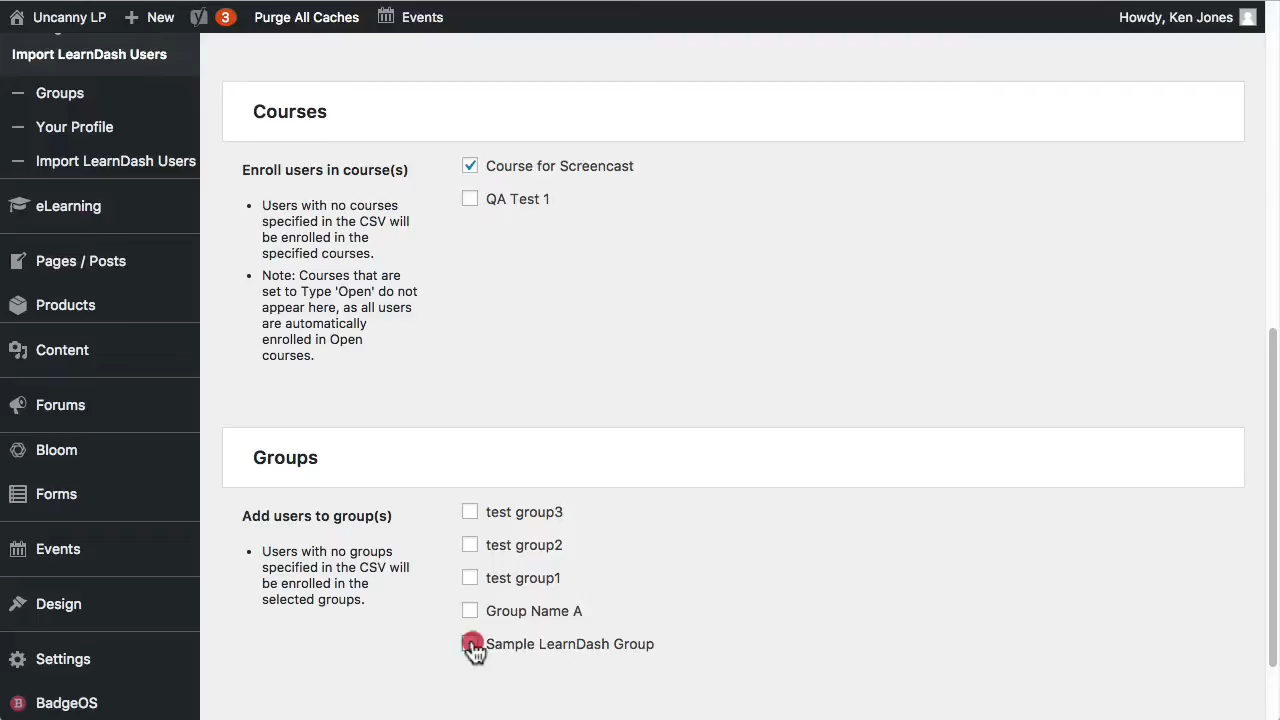 Uncanny LP
New
3
Purge All Caches
Events
Howdy, Ken Jones
Import LearnDash Users
Groups
Your Profile
Import LearnDash Users
eLearning
Pages / Posts
Products
Content
Forums
Bloom
Forms
Events
Design
Settings
BadgeOS
Courses
Enroll users in course(s)
Users with no courses
specified in the CSV will
be enrolled in the
specified courses.
Note: Courses that are
set to Type 'Open' do not
appear here, as all users
are automatically
enrolled in Open
courses.
Course for Screencast
QA Test 1
Groups
Add users to group(s)
Users with no groups
specified in the CSV will
be enrolled in the
selected groups.
test group3
test group2
test group1
Group Name A
Sample LearnDash Group